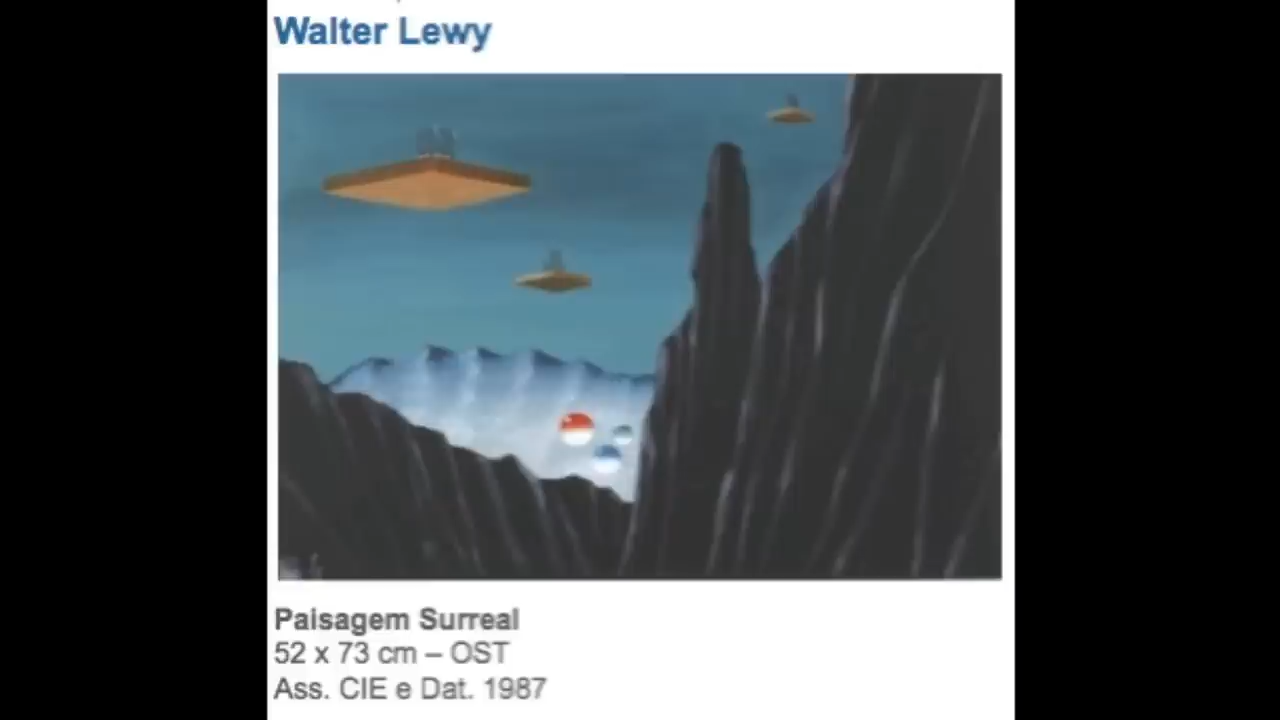 Walter Lewy
Paisagem Surreal
52 x 73 cm – OST
Ass. CIE e Dat. 1987